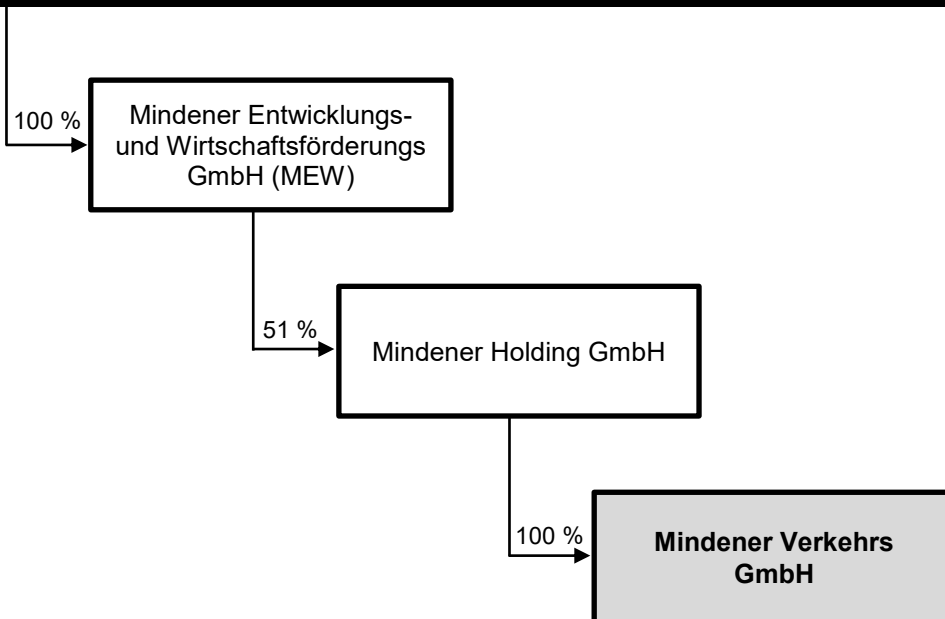 100 %
Mindener Entwicklungs-
und Wirtschaftsförderungs
GmbH (MEW)
51 %
Mindener Holding GmbH
100 %
Mindener Verkehrs
GmbH